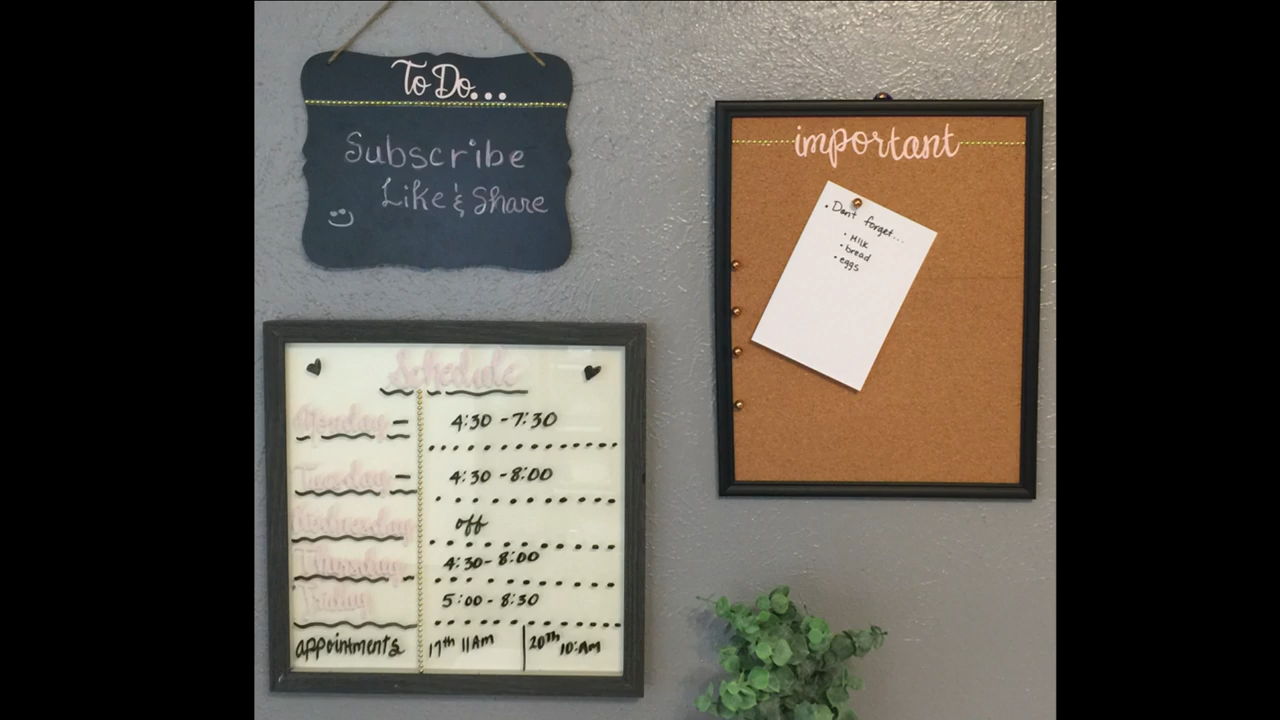 To Do...
Subscribe
Like & Share
important
• Don't forget...
• Milk
• bread
• eggs
Schedule
Monday – 4:30 - 7:30
Tuesday – 4:30 - 8:00
Wednesday off
Thursday – 4:30 - 8:00
Friday 5:00 - 8:30
appointments 17th 11Am | 20th 10:AM